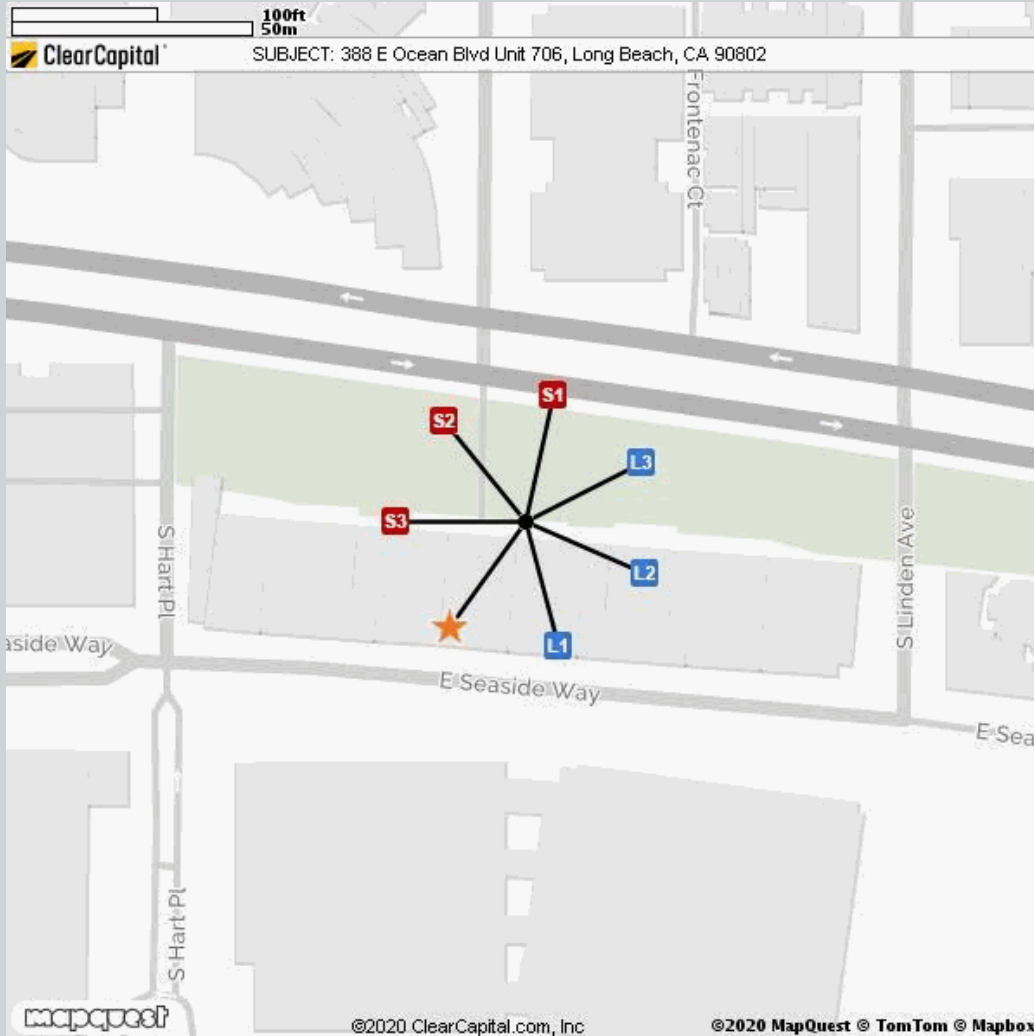 100ft
50m
ClearCapital
SUBJECT: 388 E Ocean Blvd Unit 706, Long Beach, CA 90802
Frontenac Ct
S1
S2
L3
S3
L2
L1
S Hart Pl
S Linden Ave
aside Way
E Seaside Way
E Sea
S Hart Pl
mapquest
©2020 ClearCapital.com, Inc
©2020 MapQuest © TomTom © Mapbox